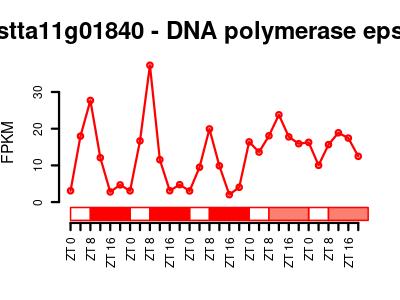 stta11g01840 - DNA polymerase eps
FPKM
30
20
10
0
ZT 0
ZT 8
ZT 16
ZT 0
ZT 8
ZT 16
ZT 0
ZT 8
ZT 16
ZT 0
ZT 8
ZT 16
ZT 0
ZT 8
ZT 16